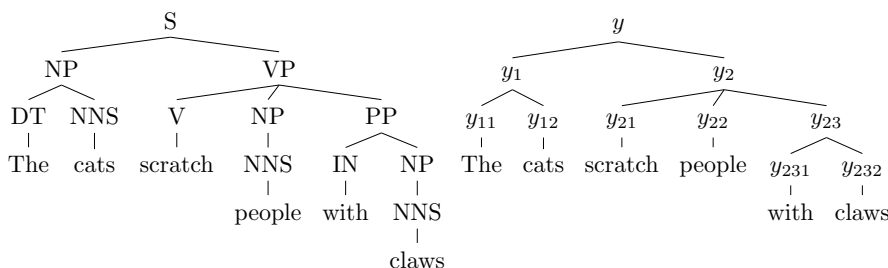 S y
NP VP y₁ y₂
DT NNS V NP PP y₁₁ y₁₂ y₂₁ y₂₂ y₂₃
The cats scratch NNS IN NP The cats scratch people y₂₃₁ y₂₃₂
people with NNS with claws
claws